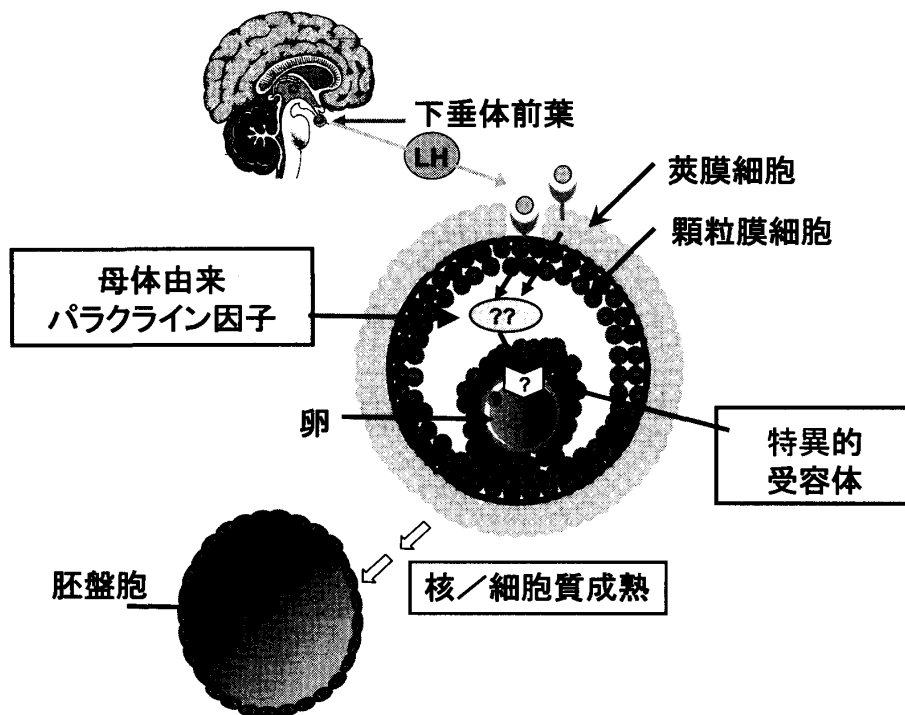 下垂体前葉
LH
莢膜細胞
顆粒膜細胞
母体由来
パラクライン因子
??
?
卵
特異的
受容体
胚盤胞
核／細胞質成熟